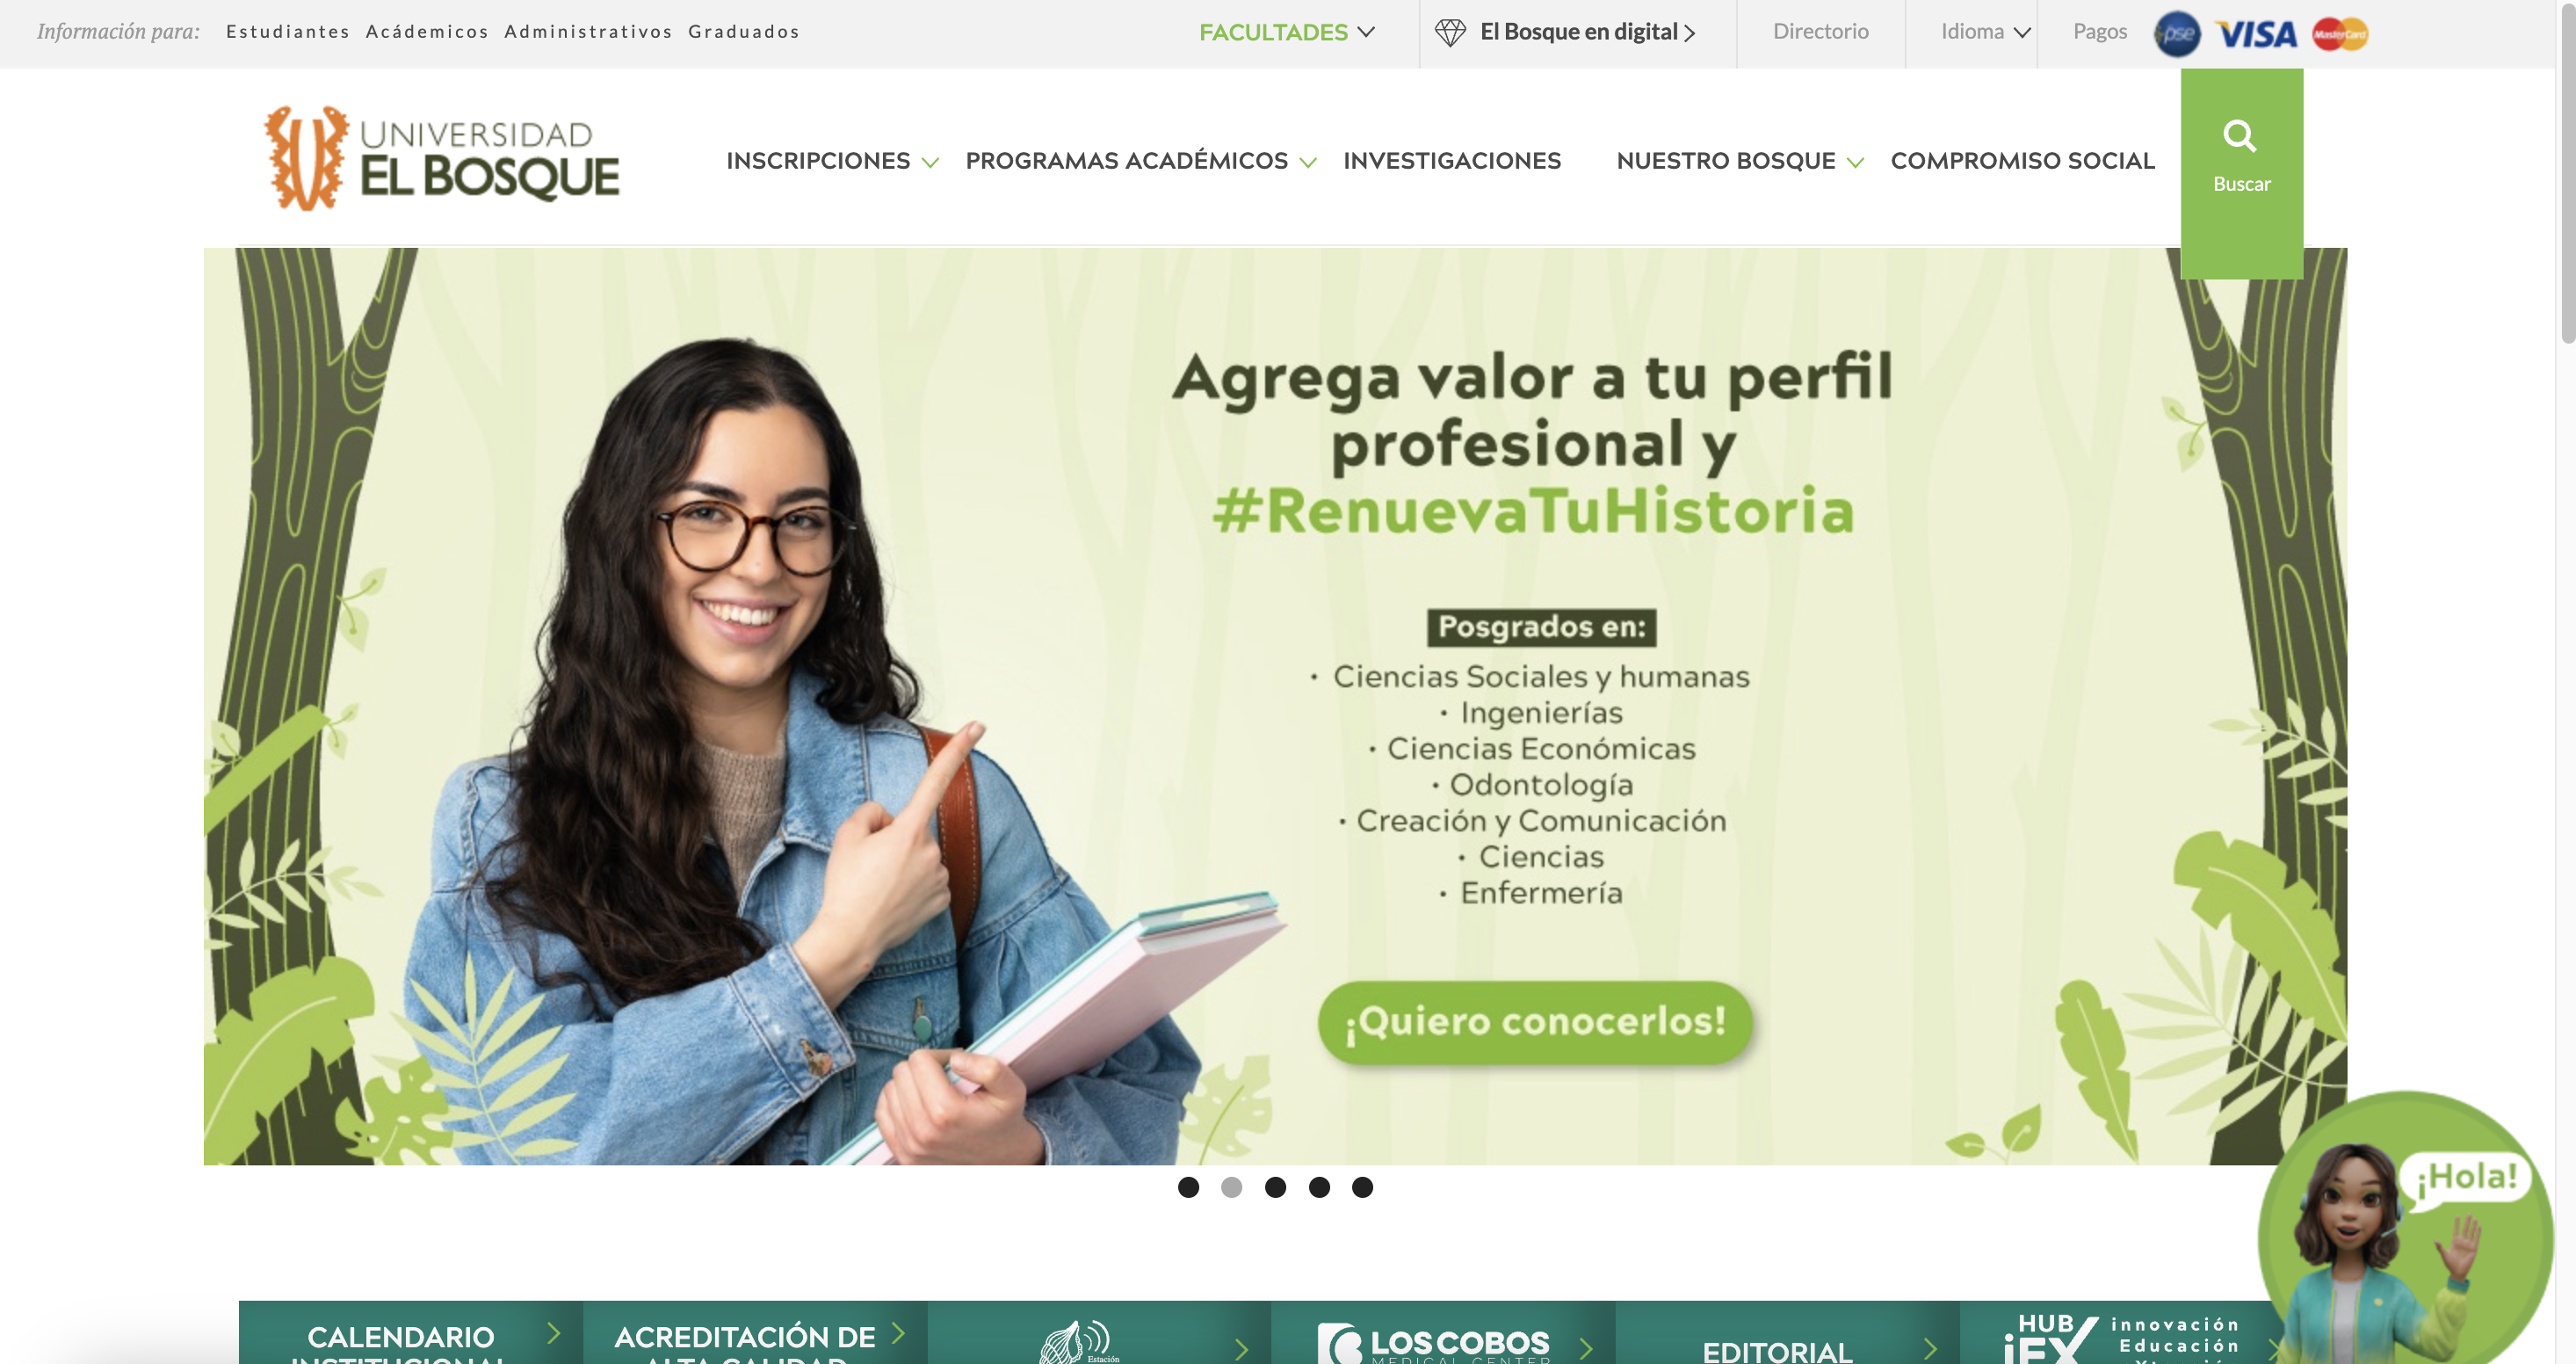 Información para: Estudiantes Acádemicos Administrativos Graduados FACULTADES El Bosque en digital Directorio Idioma Pagos pse VISA MasterCard
UNIVERSIDAD
EL BOSQUE
INSCRIPCIONES PROGRAMAS ACADÉMICOS INVESTIGACIONES NUESTRO BOSQUE COMPROMISO SOCIAL
Buscar
Agrega valor a tu perfil
profesional y
#RenuevaTuHistoria
Posgrados en:
• Ciencias Sociales y humanas
• Ingenierías
• Ciencias Económicas
• Odontología
• Creación y Comunicación
• Ciencias
• Enfermería
¡Quiero conocerlos!
¡Hola!
CALENDARIO
INSTITUCIONAL
ACREDITACIÓN DE
ALTA CALIDAD
Estación
LOS COBOS
MEDICAL CENTER
EDITORIAL
HUB
iEX
innovación
Educación